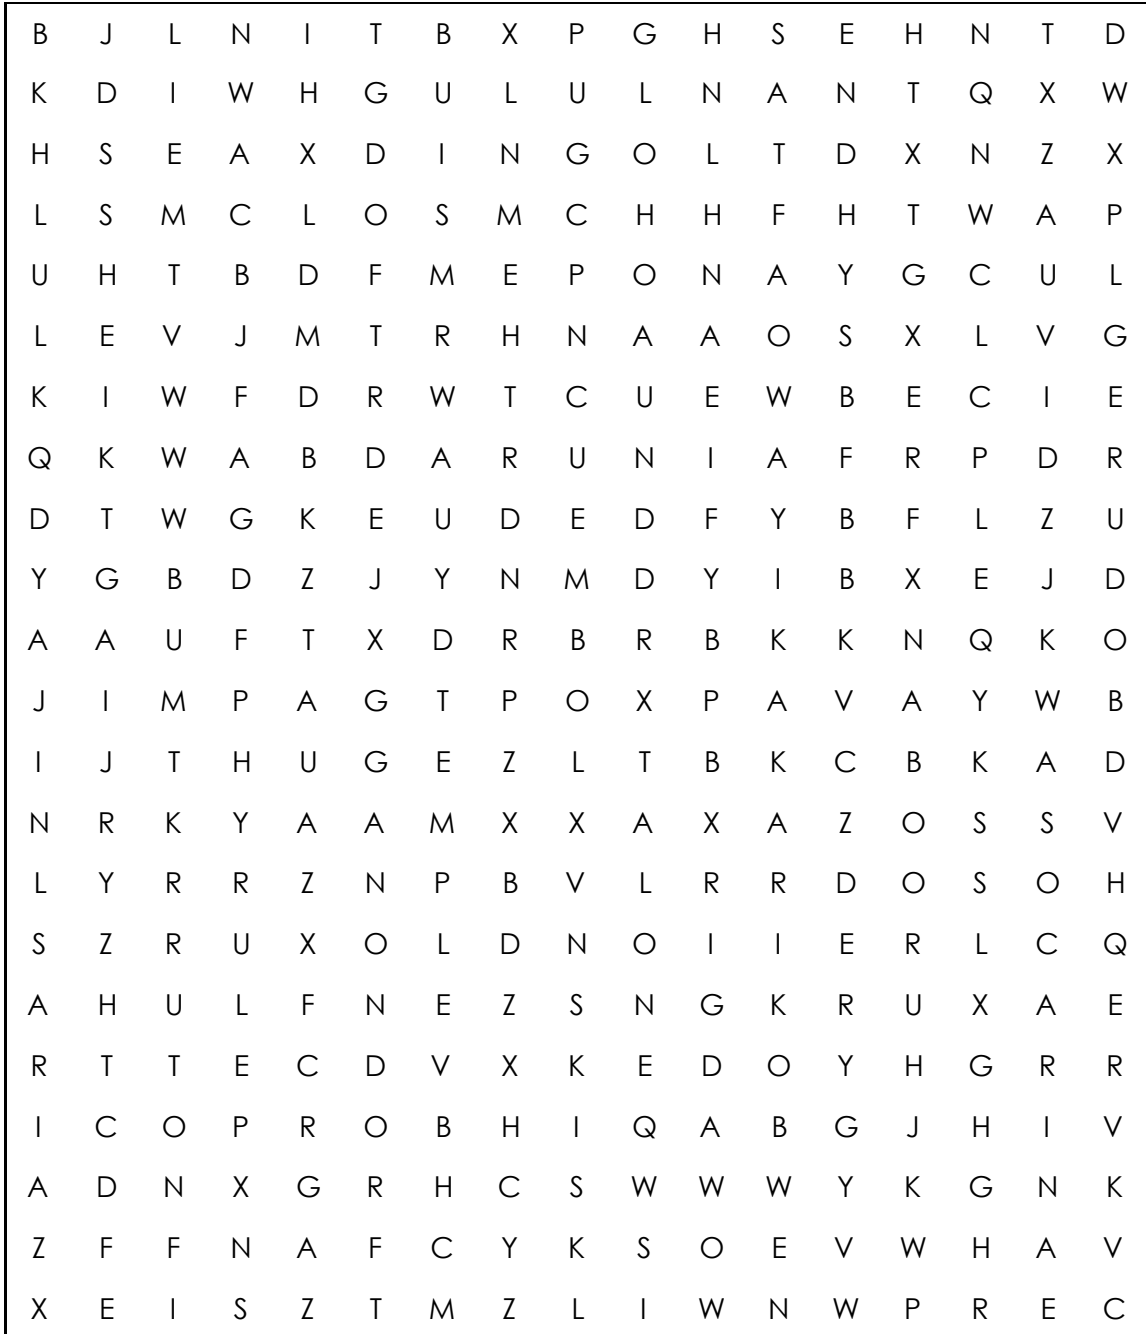 B J L N I T B X P G H S E H N T D
K D I W H G U L U L N A N T Q X W
H S E A X D I N G O L T D X N Z X
L S M C L O S M C H H F H T W A P
U H T B D F M E P O N A Y G C U L
L E V J M T R H N A A O S X L V G
K I W F D R W T C U E W B E C I E
Q K W A B D A R U N I A F R P D R
D T W G K E U D E D F Y B F L Z U
Y G B D Z J Y N M D Y I B X E J D
A A U F T X D R B R B K K N Q K O
J I M P A G T P O X P A V A Y W B
I J T H U G E Z L T B K C B K A D
N R K Y A A M X X A X A Z O S S V
L Y R R Z N P B V L R R D O S O H
S Z R U X O L D N O I I E R L C Q
A H U L F N E Z S N G K R U X A E
R T T E C D V X K E D O Y H G R R
I C O P R O B H I Q A B G J H I V
A D N X G R H C S W W W Y K G N K
Z F F N A F C Y K S O E V W H A V
X E I S Z T M Z L I W N W P R E C